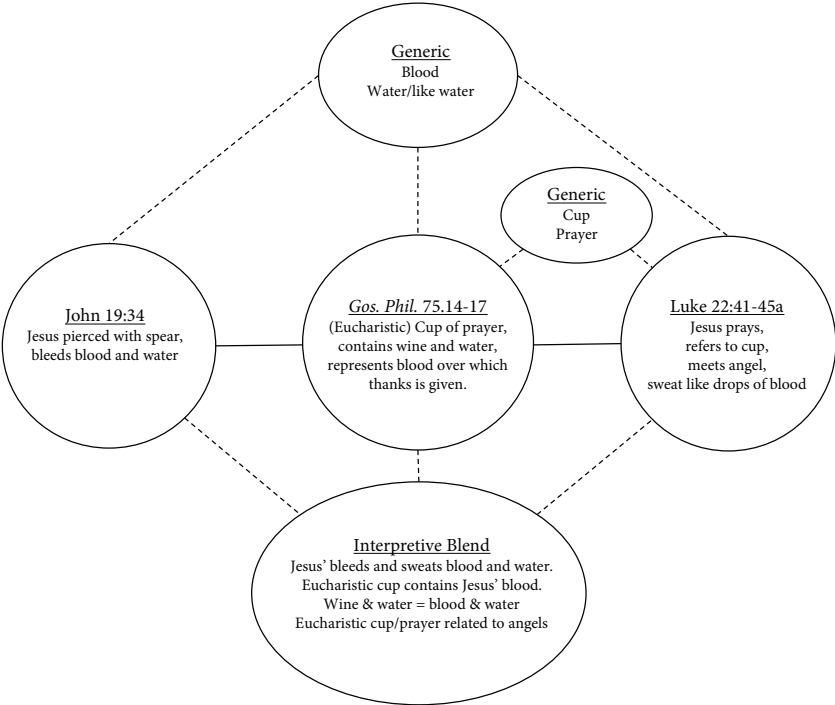 Generic
Blood
Water/like water
Generic
Cup
Prayer
John 19:34
Jesus pierced with spear,
bleeds blood and water
Gos. Phil. 75.14-17
(Eucharistic) Cup of prayer,
contains wine and water,
represents blood over which
thanks is given.
Luke 22:41-45a
Jesus prays,
refers to cup,
meets angel,
sweat like drops of blood
Interpretive Blend
Jesus’ bleeds and sweats blood and water.
Eucharistic cup contains Jesus’ blood.
Wine & water = blood & water
Eucharistic cup/prayer related to angels